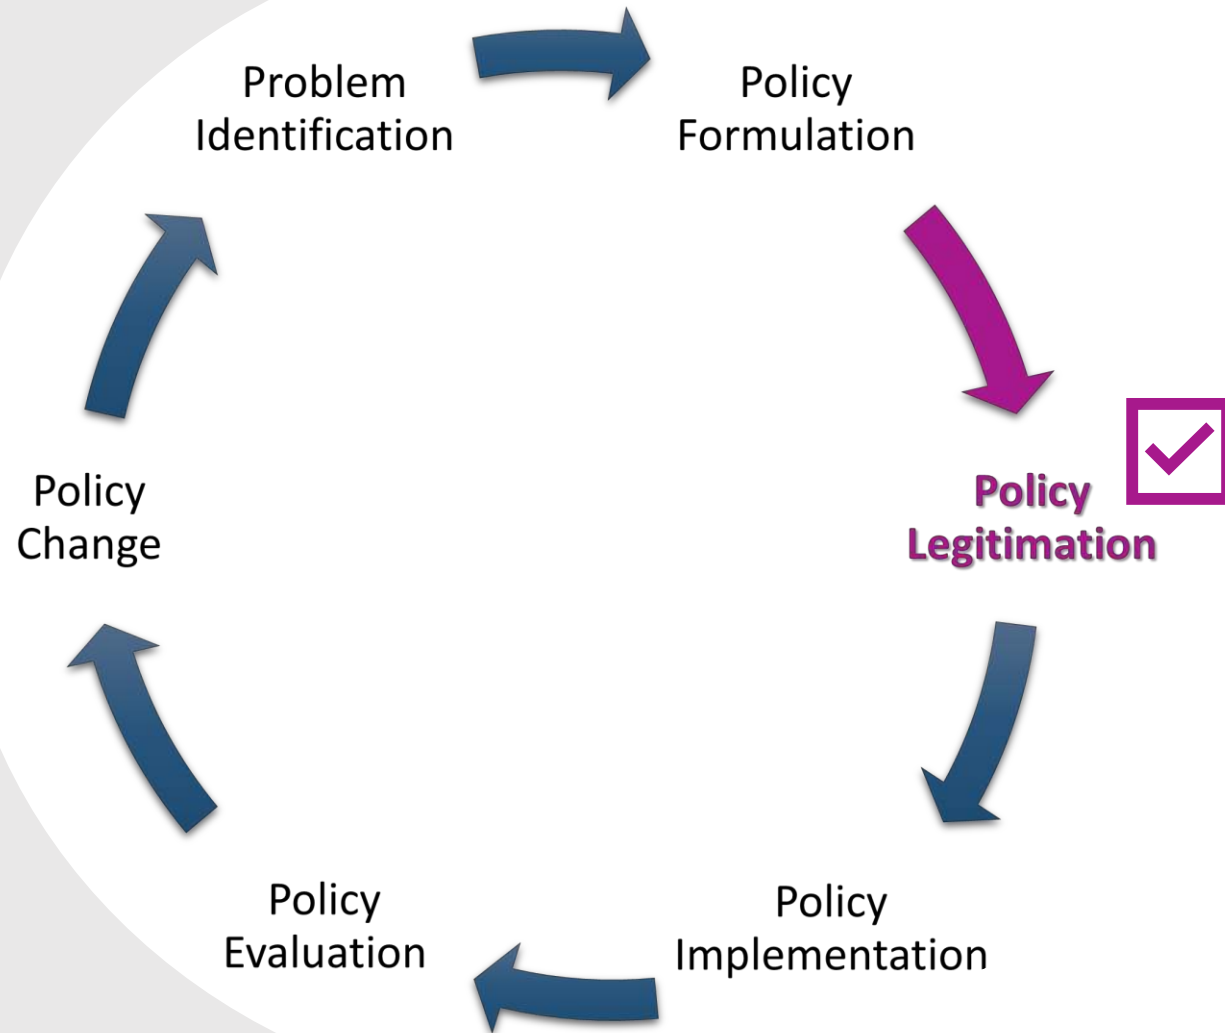 Problem
Identification
Policy
Formulation
Policy
Legitimation
Policy
Implementation
Policy
Evaluation
Policy
Change